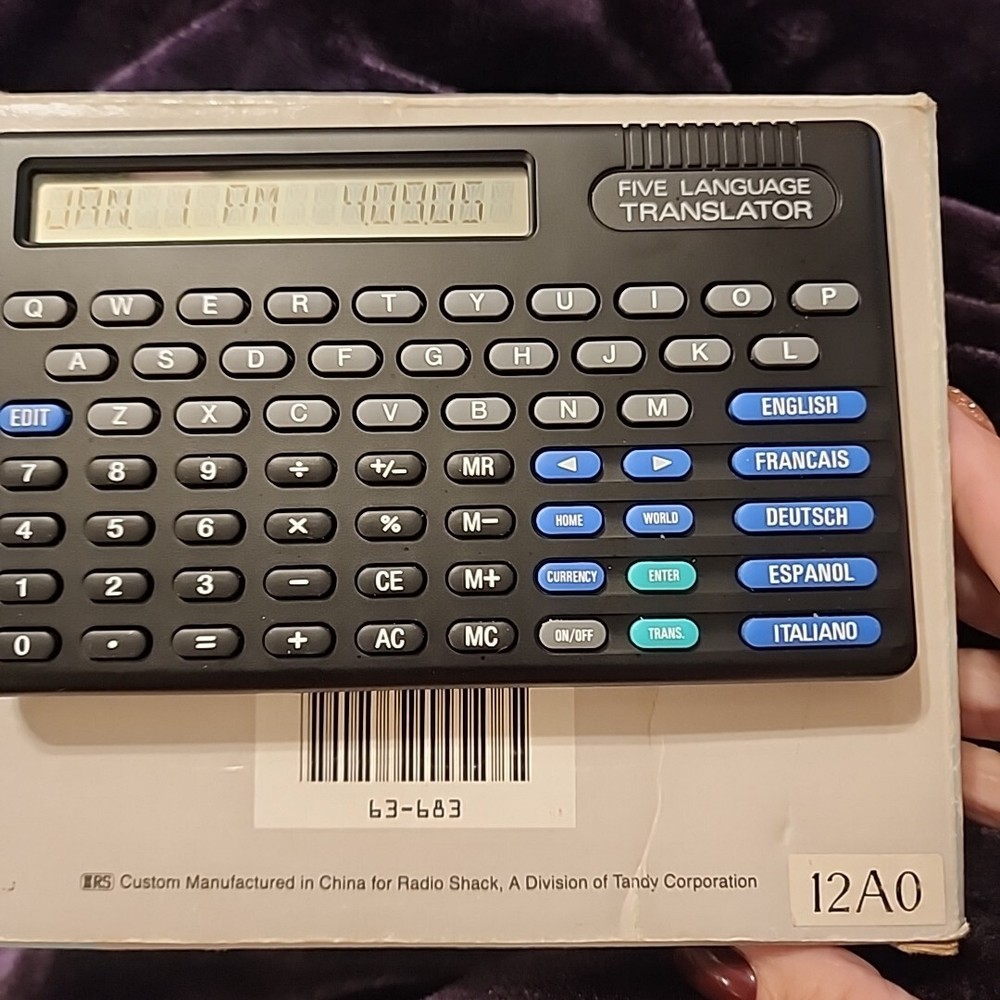 JAN. 1 PM 4:09:05
FIVE LANGUAGE
TRANSLATOR
Q W E R T Y U I O P
A S D F G H J K L
EDIT Z X C V B N M ENGLISH
7 8 9 ÷ +/− MR ◀ ▶ FRANCAIS
4 5 6 × % M− HOME WORLD DEUTSCH
1 2 3 − CE M+ CURRENCY ENTER ESPANOL
0 • = + AC MC ON/OFF TRANS. ITALIANO
63-683
RS Custom Manufactured in China for Radio Shack, A Division of Tandy Corporation
12A0